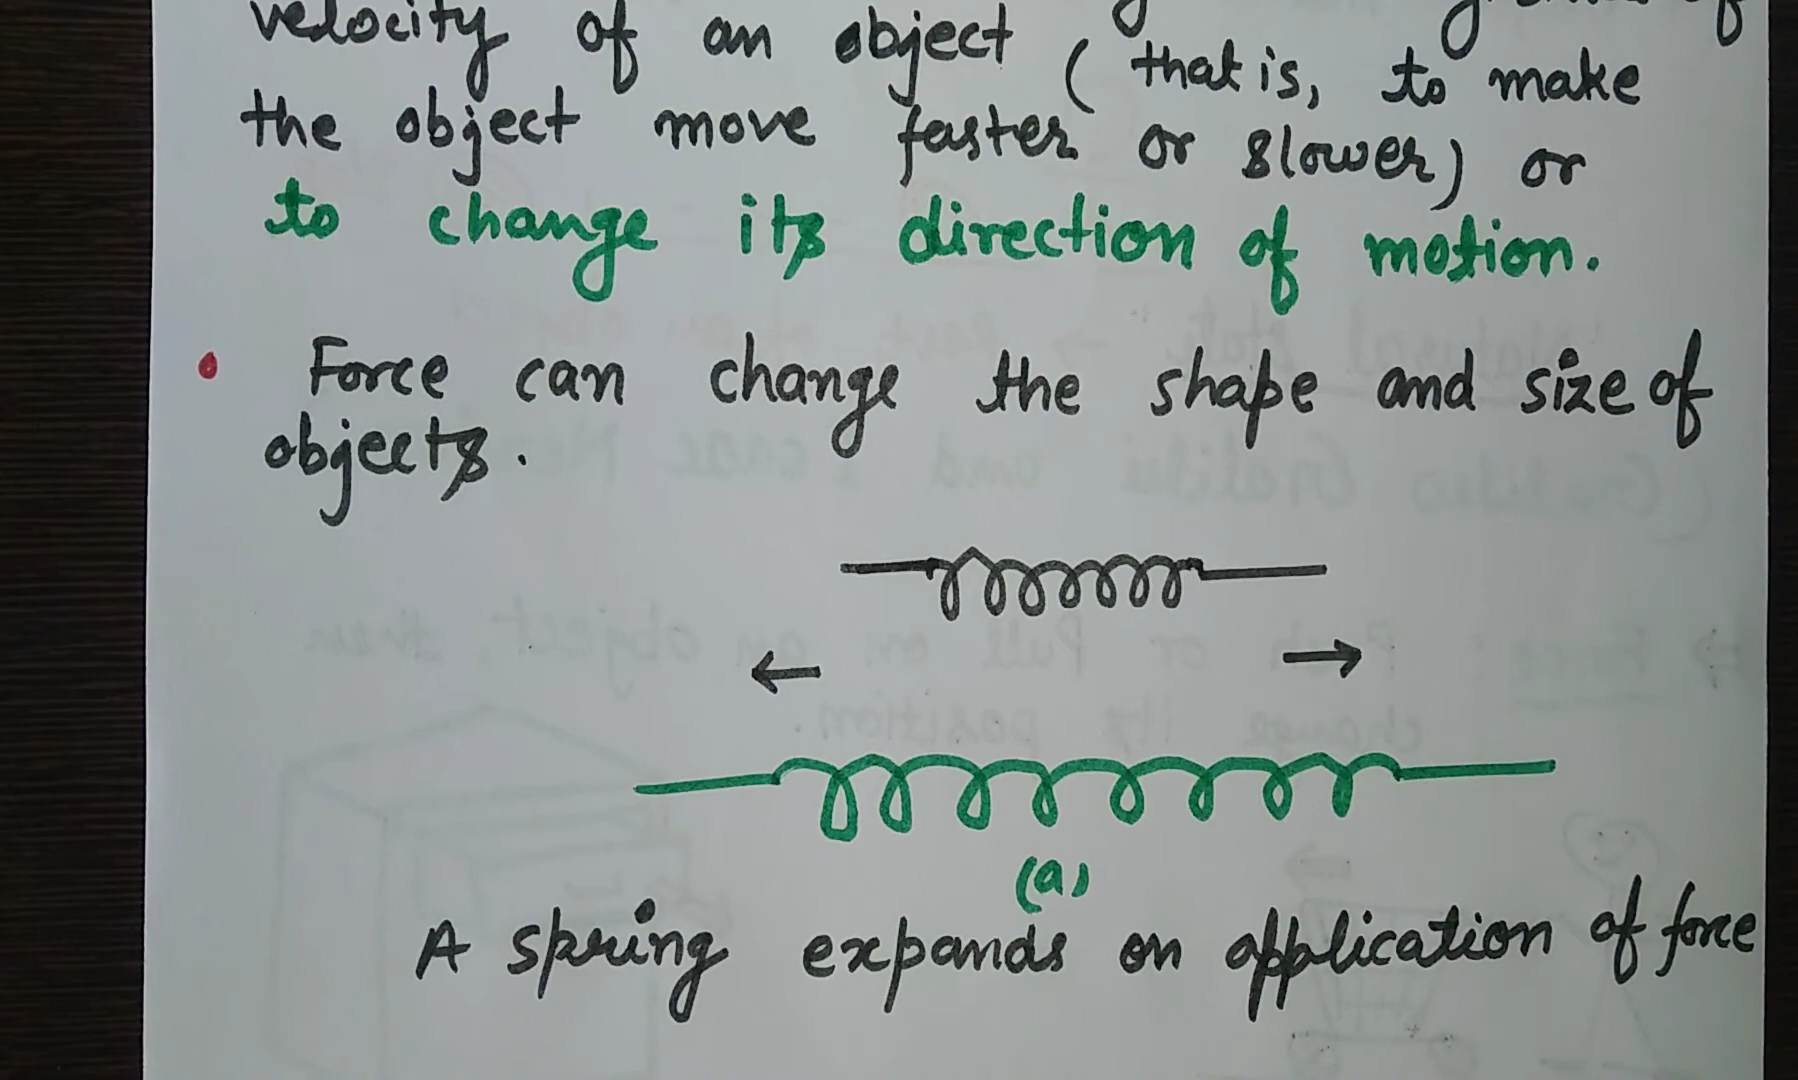 velocity of an object (that is, to make
the object move faster or slower) or
to change its direction of motion.
• Force can change the shape and size of
objects.
(a)
A spring expands on application of force